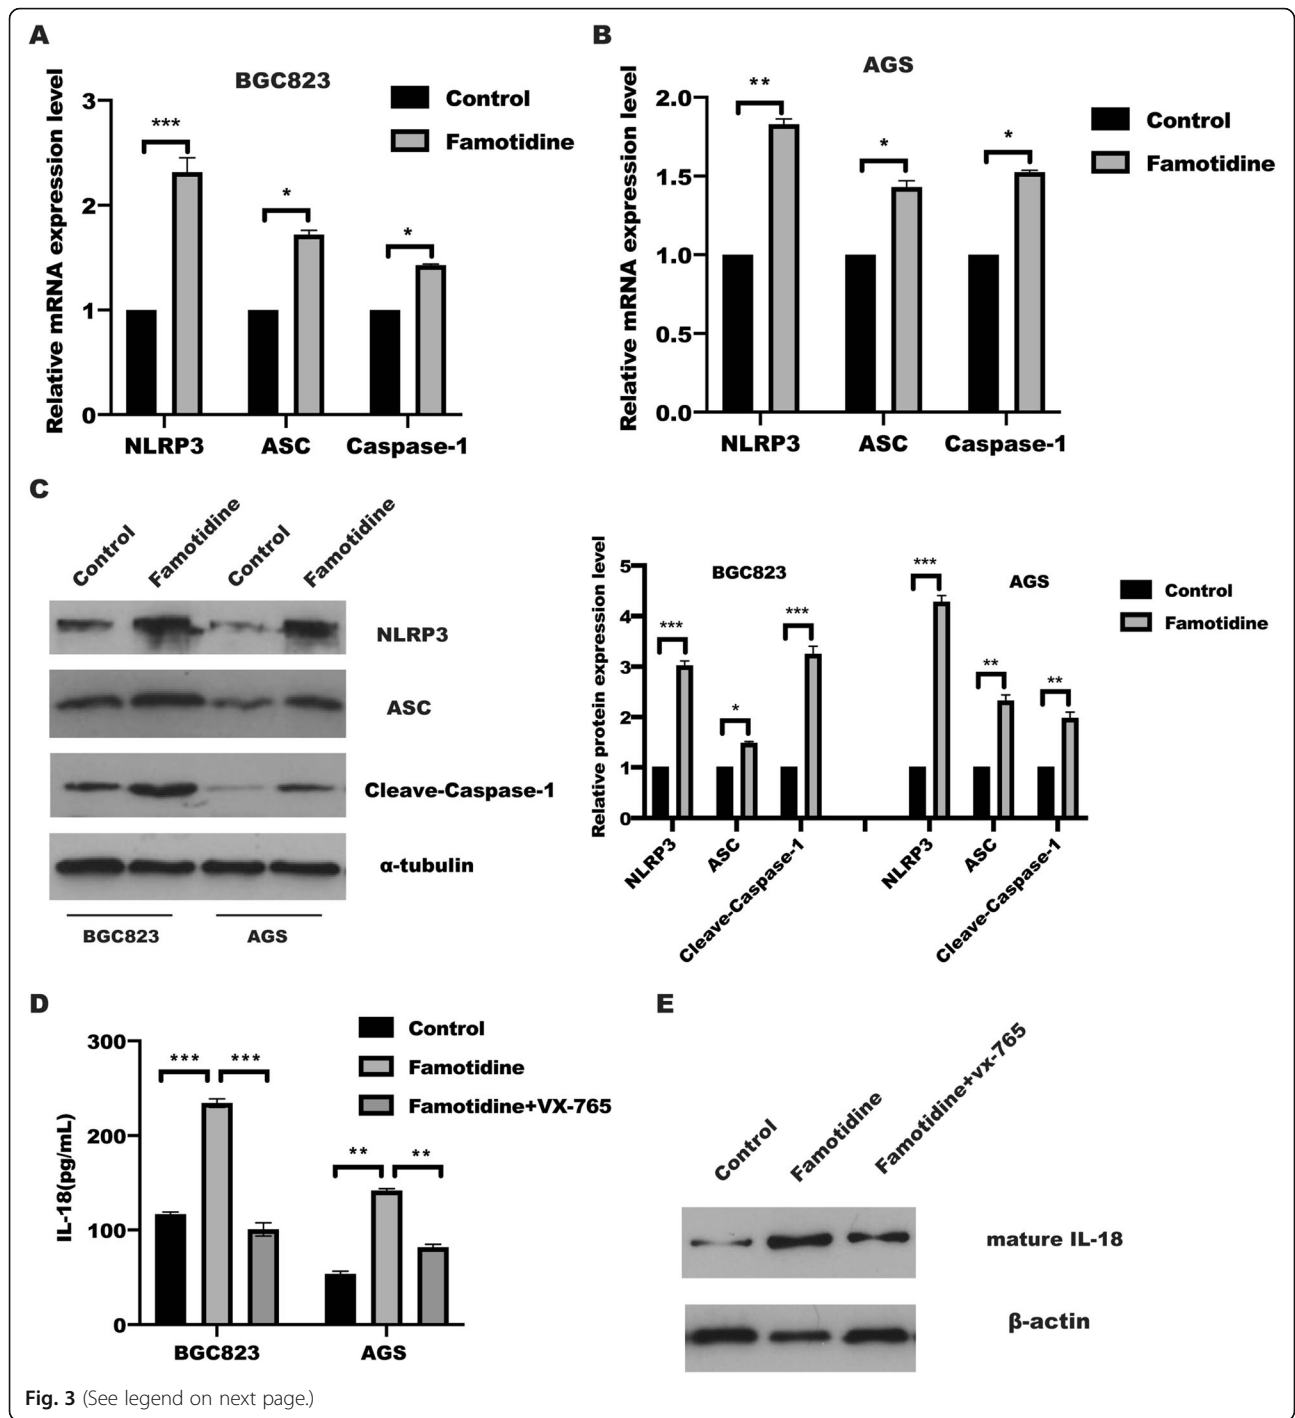 A
BGC823
Relative mRNA expression level
3
2
1
0
***
*
*
NLRP3 ASC Caspase-1
Control
Famotidine
B
AGS
Relative mRNA expression level
2.0
1.5
1.0
0.5
0.0
**
*
*
NLRP3 ASC Caspase-1
Control
Famotidine
C
Control Famotidine Control Famotidine
NLRP3
ASC
Cleave-Caspase-1
α-tubulin
BGC823 AGS
Relative protein expression level
5
4
3
2
1
0
BGC823
AGS
***
*
***
***
**
**
NLRP3 ASC Cleave-Caspase-1 NLRP3 ASC Cleave-Caspase-1
Control
Famotidine
D
IL-18(pg/mL)
300
200
100
0
*** ***
** **
BGC823 AGS
Control
Famotidine
Famotidine+VX-765
E
Control Famotidine Famotidine+vx-765
mature IL-18
β-actin
Fig. 3 (See legend on next page.)